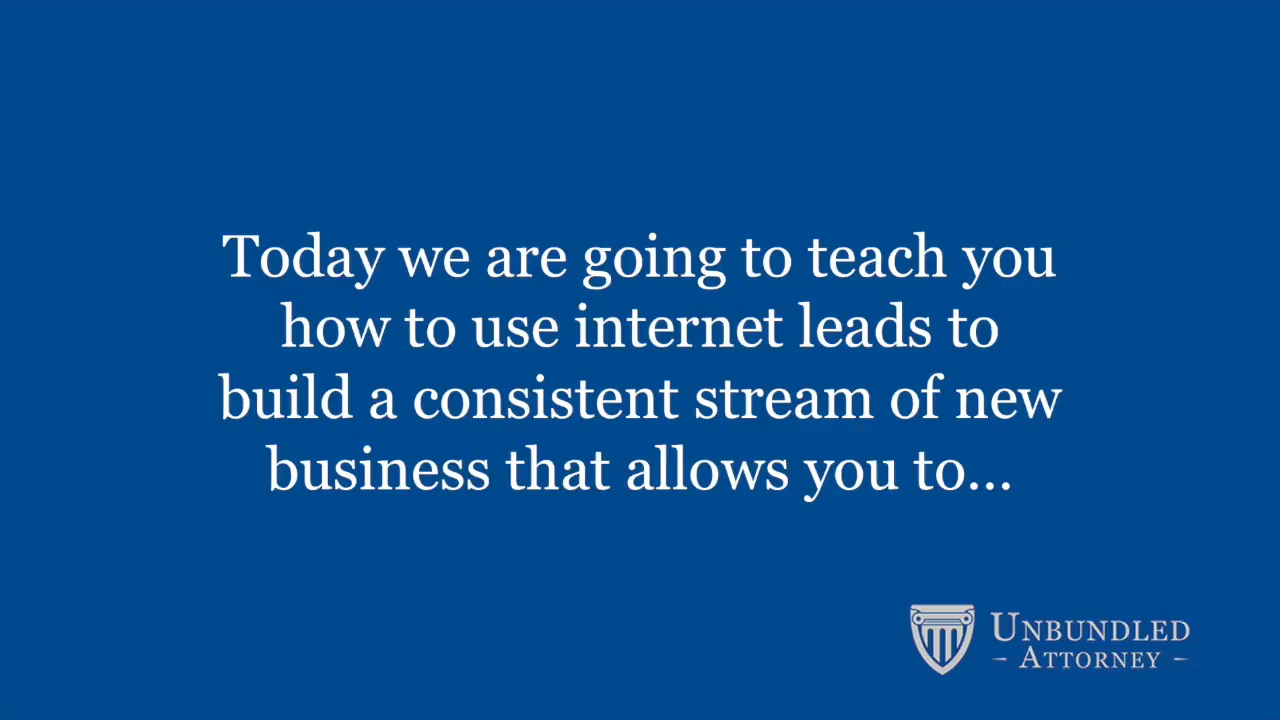 Today we are going to teach you
how to use internet leads to
build a consistent stream of new
business that allows you to...
UNBUNDLED
- ATTORNEY -